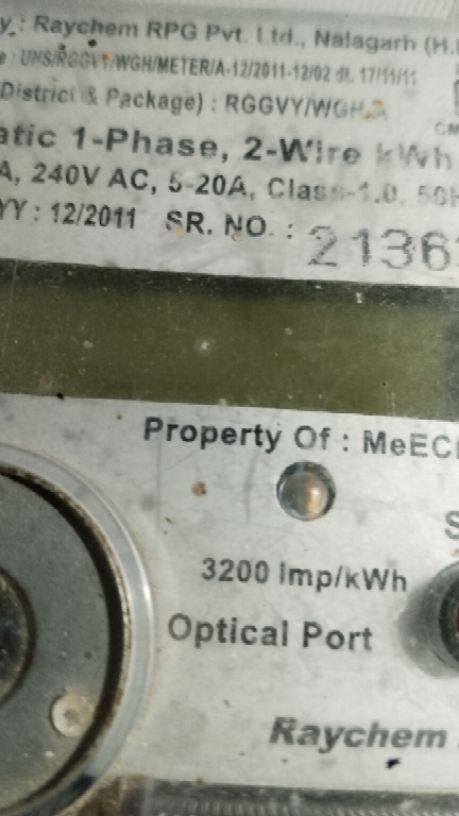 y : Raychem RPG Pvt. Ltd., Nalagarh (H.
: UHS/RGGVY/WGH/METER/A-12/2011-12/02 dt. 17/11/11
District & Package) : RGGVY/WGH-A
atic 1-Phase, 2-Wire kWh
A, 240V AC, 5-20A, Class-1.0, 50H
YY : 12/2011 SR. NO. : 2136
Property Of : MeEC
3200 Imp/kWh
Optical Port
Raychem